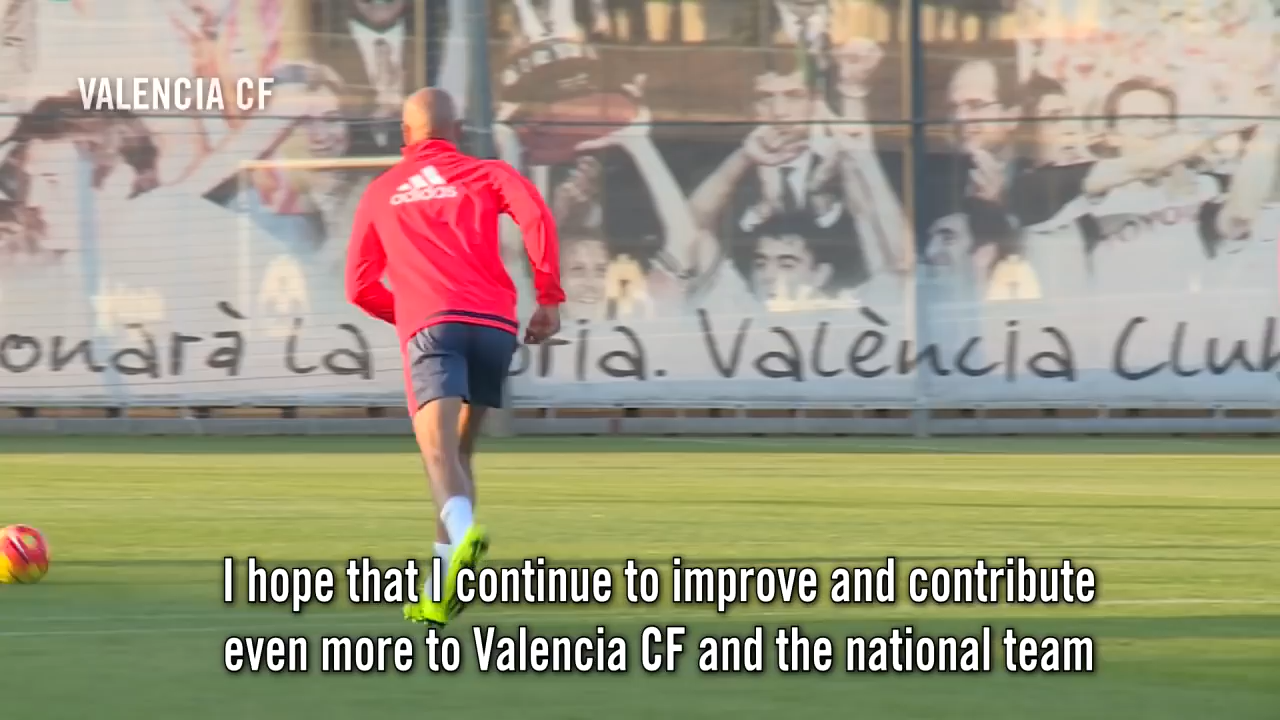 VALENCIA CF
adidas
onarà la
òria. València Club
I hope that I continue to improve and contribute
even more to Valencia CF and the national team